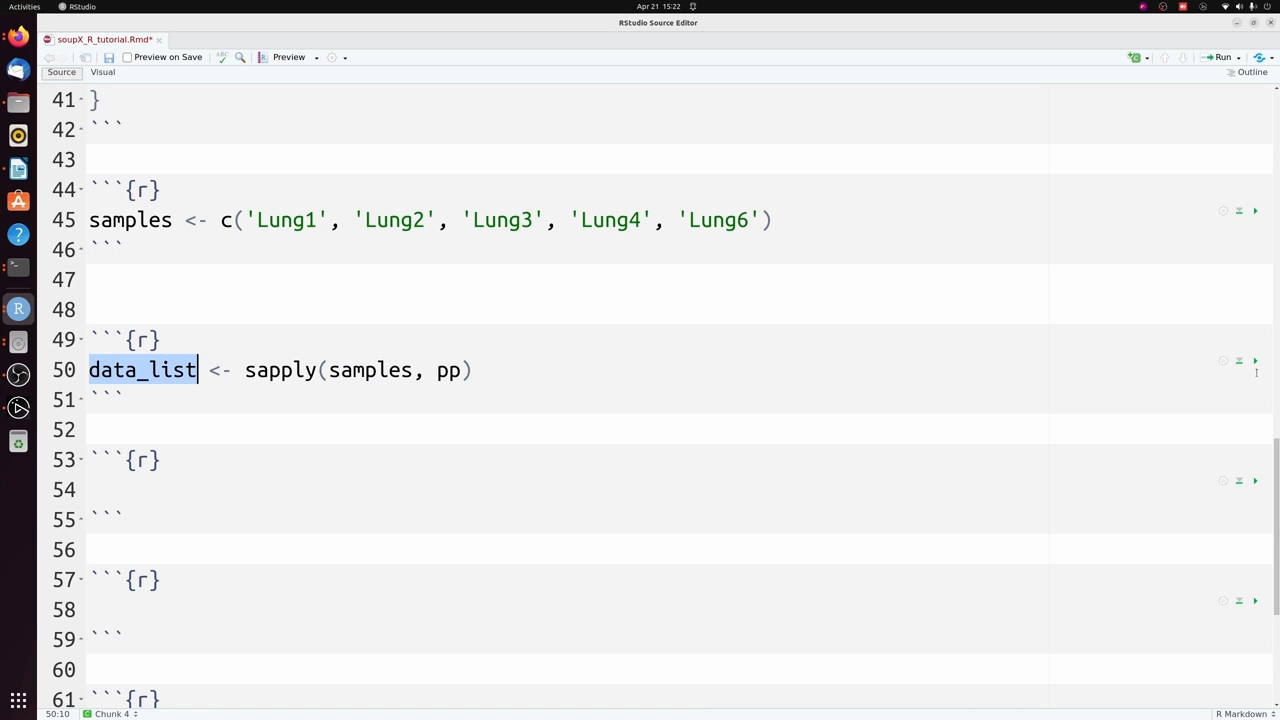 Activities RStudio Apr 21 15:22
RStudio Source Editor
soupX_R_tutorial.Rmd*
Preview on Save ABC Preview Run
Source Visual Outline
41 }
42 ```
43
44 ```{r}
45 samples <- c('Lung1', 'Lung2', 'Lung3', 'Lung4', 'Lung6')
46 ```
47
48
49 ```{r}
50 data_list <- sapply(samples, pp)
51 ```
52
53 ```{r}
54
55 ```
56
57 ```{r}
58
59 ```
60
61 ```{r}
50:10 C Chunk 4 R Markdown